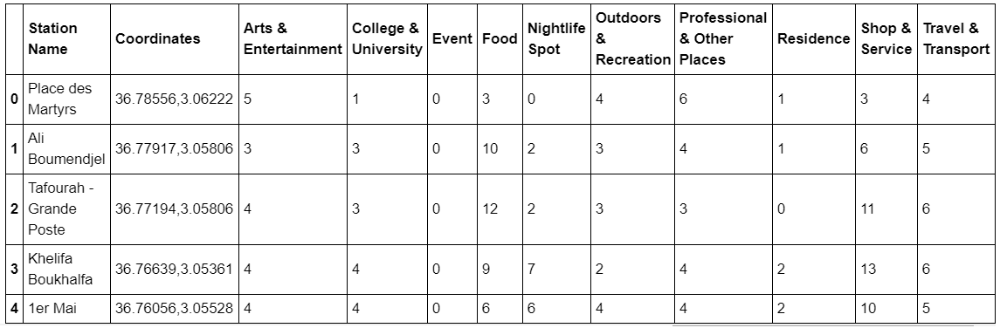 Station Name Coordinates Arts & Entertainment College & University Event Food Nightlife Spot Outdoors & Recreation Professional & Other Places Residence Shop & Service Travel & Transport
0 Place des Martyrs 36.78556,3.06222 5 1 0 3 0 4 6 1 3 4
1 Ali Boumendjel 36.77917,3.05806 3 3 0 10 2 3 4 1 6 5
2 Tafourah - Grande Poste 36.77194,3.05806 4 3 0 12 2 3 3 0 11 6
3 Khelifa Boukhalfa 36.76639,3.05361 4 4 0 9 7 2 4 2 13 6
4 1er Mai 36.76056,3.05528 4 4 0 6 6 4 4 2 10 5